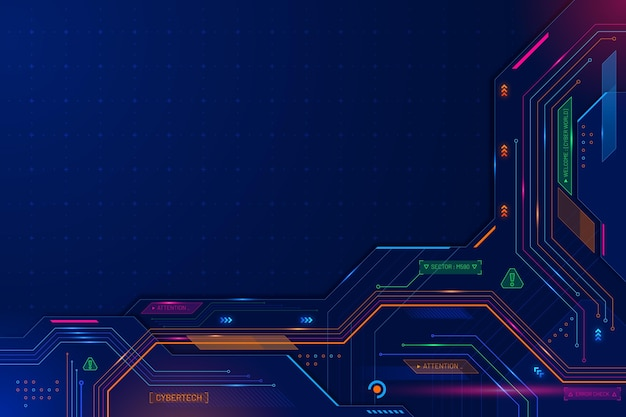 WELCOME : [CYBER WORLD]
SECTOR : M580
ATTENTION
ATTENTION
CYBERTECH
ERROR CHECK